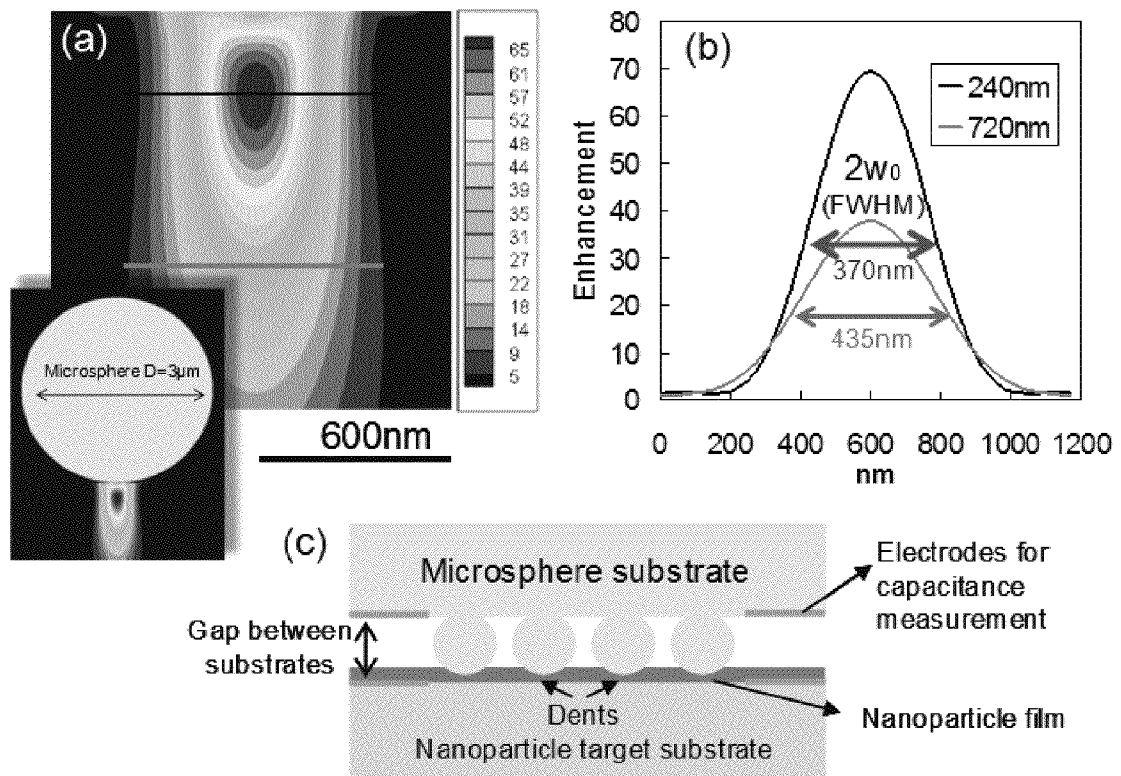 (a)
65
61
57
52
48
44
39
35
31
27
22
18
14
9
5
Microsphere D=3μm
600nm
(b)
Enhancement
80
70
60
50
40
30
20
10
0
240nm
720nm
2w0
(FWHM)
370nm
435nm
0 200 400 600 800 1000 1200
nm
(c)
Microsphere substrate
Electrodes for
capacitance
measurement
Gap between
substrates
Dents
Nanoparticle film
Nanoparticle target substrate